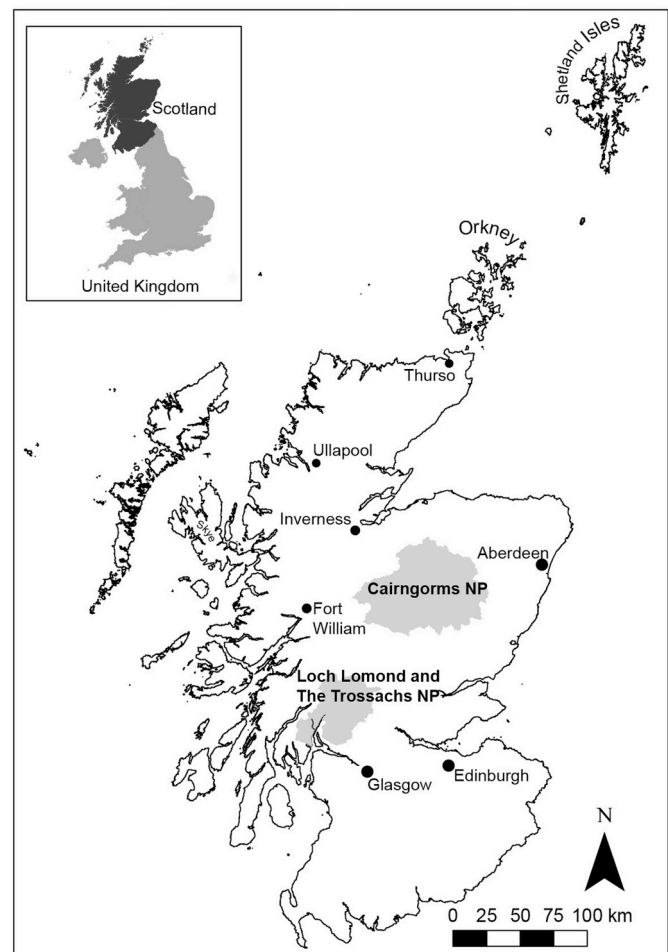 Shetland Isles
Scotland
United Kingdom
Orkney
Thurso
Ullapool
Inverness
Skye
Aberdeen
Cairngorms NP
Fort
William
Loch Lomond and
The Trossachs NP
Glasgow
Edinburgh
N
0 25 50 75 100 km